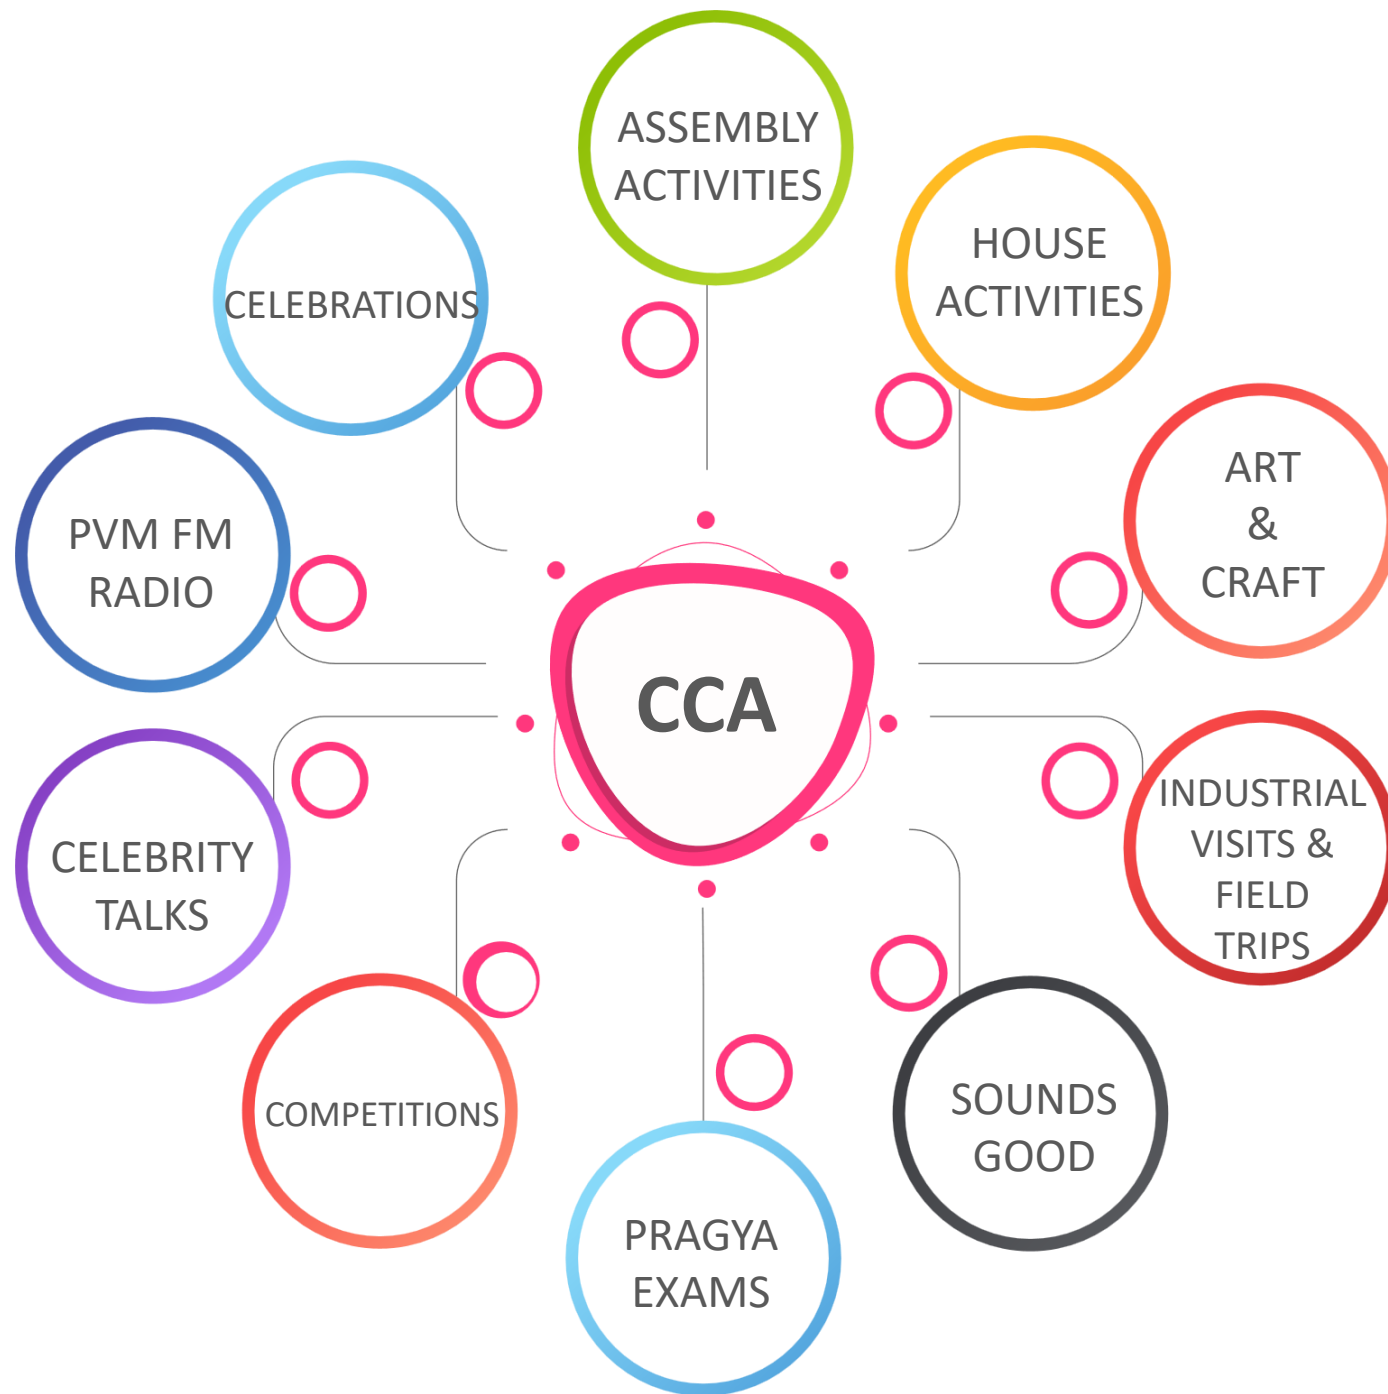 ASSEMBLY
ACTIVITIES
HOUSE
ACTIVITIES
ART
&
CRAFT
INDUSTRIAL
VISITS &
FIELD
TRIPS
SOUNDS
GOOD
PRAGYA
EXAMS
COMPETITIONS
CELEBRITY
TALKS
PVM FM
RADIO
CELEBRATIONS
CCA